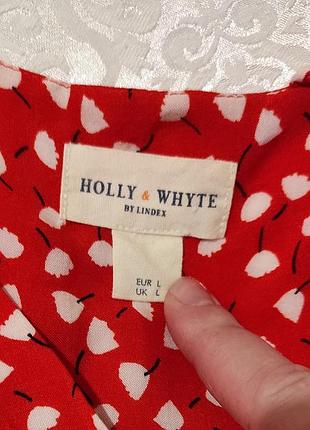 HOLLY & WHYTE
BY LINDEX
EUR L
UK L